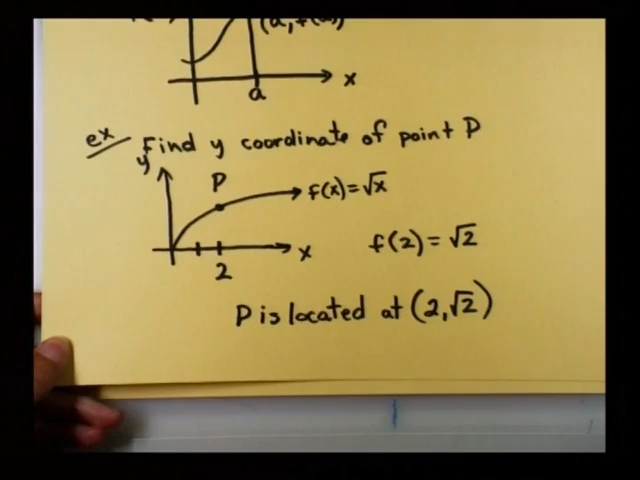 (a, f(a))
x
a
ex Find y coordinate of point P
y
P
f(x)=√x
x
2
f(2)=√2
P is located at (2,√2)